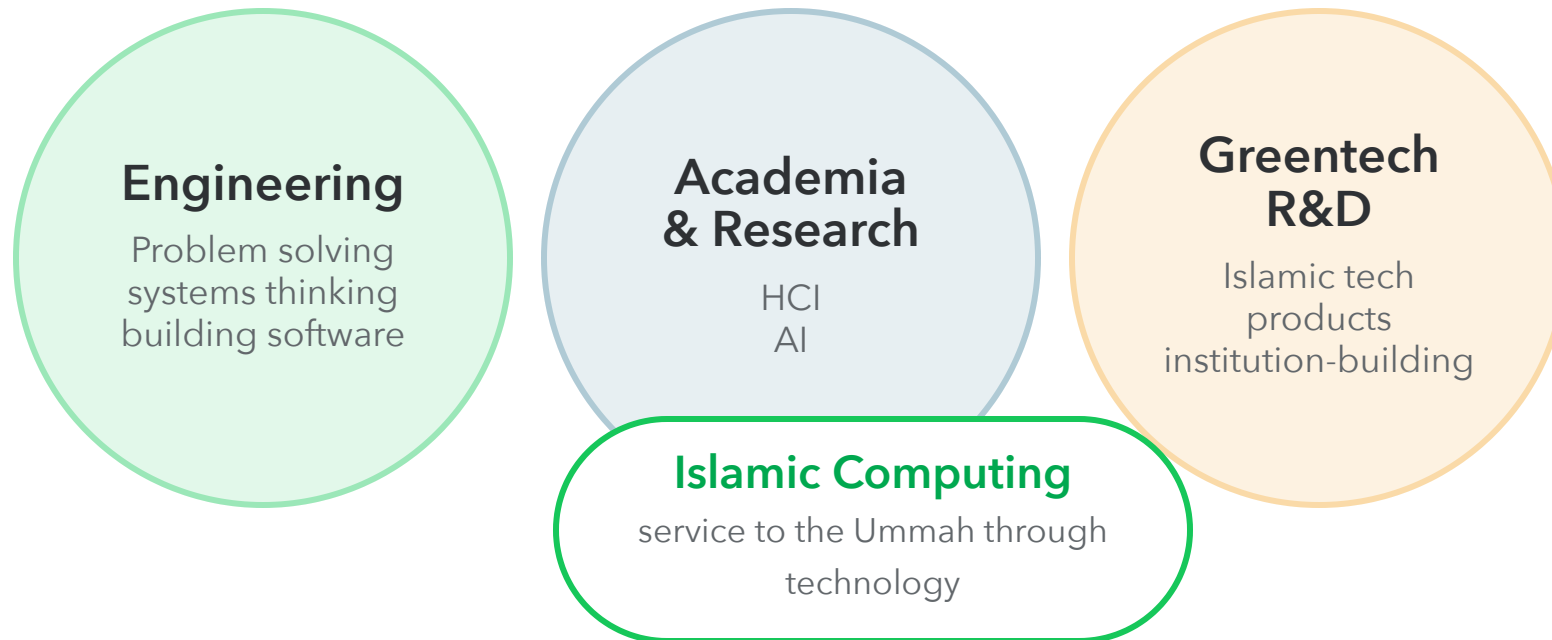 Engineering
Problem solving
systems thinking
building software
Academia
& Research
HCI
AI
Greentech
R&D
Islamic tech
products
institution-building
Islamic Computing
service to the Ummah through
technology